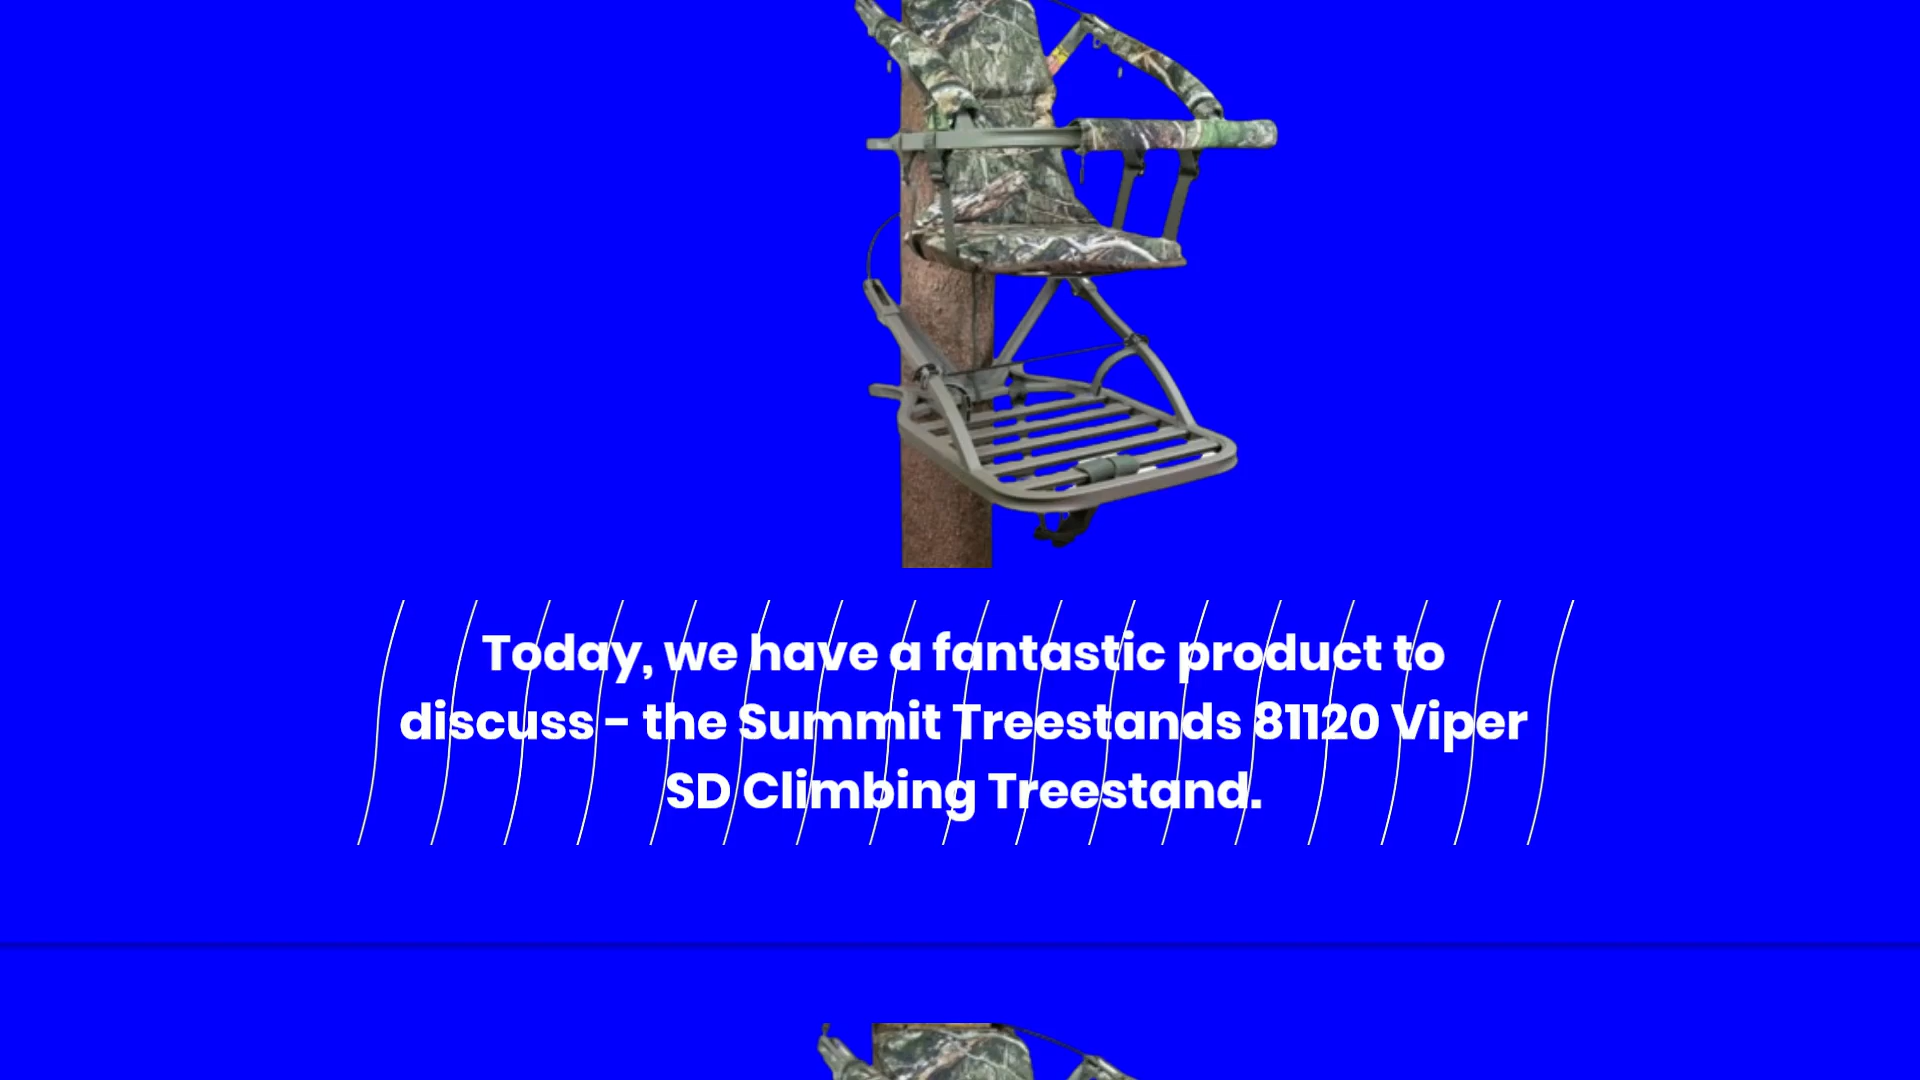 Today, we have a fantastic product to
discuss - the Summit Treestands 81120 Viper
SD Climbing Treestand.